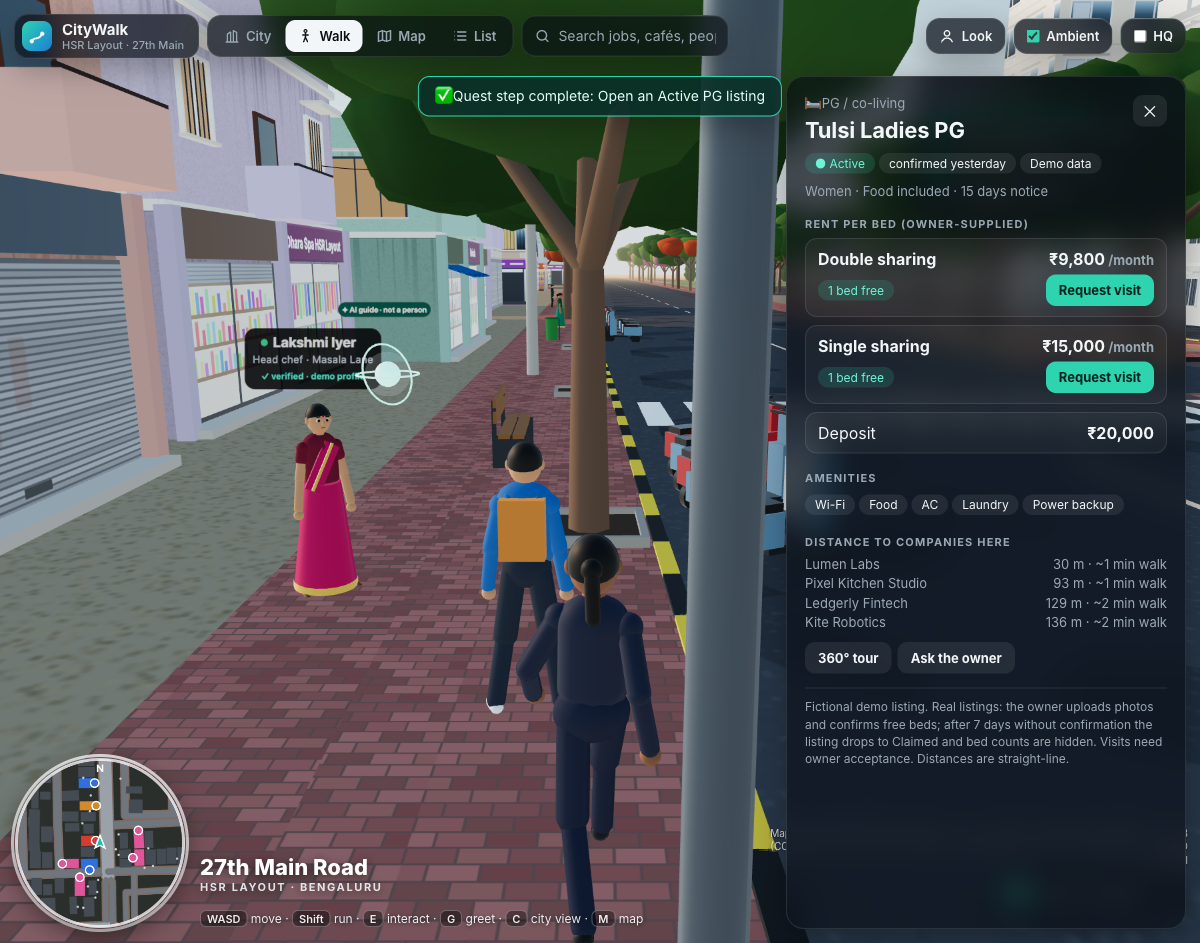 CityWalk
HSR Layout · 27th Main
City
Walk
Map
List
Search jobs, cafés, peop
Look
Ambient
HQ
Quest step complete: Open an Active PG listing
PG / co-living
Tulsi Ladies PG
Active
confirmed yesterday
Demo data
Women · Food included · 15 days notice
RENT PER BED (OWNER-SUPPLIED)
Double sharing
₹9,800 /month
1 bed free
Request visit
Single sharing
₹15,000 /month
1 bed free
Request visit
Deposit
₹20,000
AMENITIES
Wi-Fi
Food
AC
Laundry
Power backup
DISTANCE TO COMPANIES HERE
Lumen Labs 30 m · ~1 min walk
Pixel Kitchen Studio 93 m · ~1 min walk
Ledgerly Fintech 129 m · ~2 min walk
Kite Robotics 136 m · ~2 min walk
360° tour
Ask the owner
Fictional demo listing. Real listings: the owner uploads photos
and confirms free beds; after 7 days without confirmation the
listing drops to Claimed and bed counts are hidden. Visits need
owner acceptance. Distances are straight-line.
Dhara Spa HSR Layout
+ AI guide · not a person
Lakshmi Iyer
Head chef · Masala Lane
✓ verified · demo
N
27th Main Road
HSR LAYOUT · BENGALURU
WASD move · Shift run · E interact · G greet · C city view · M map